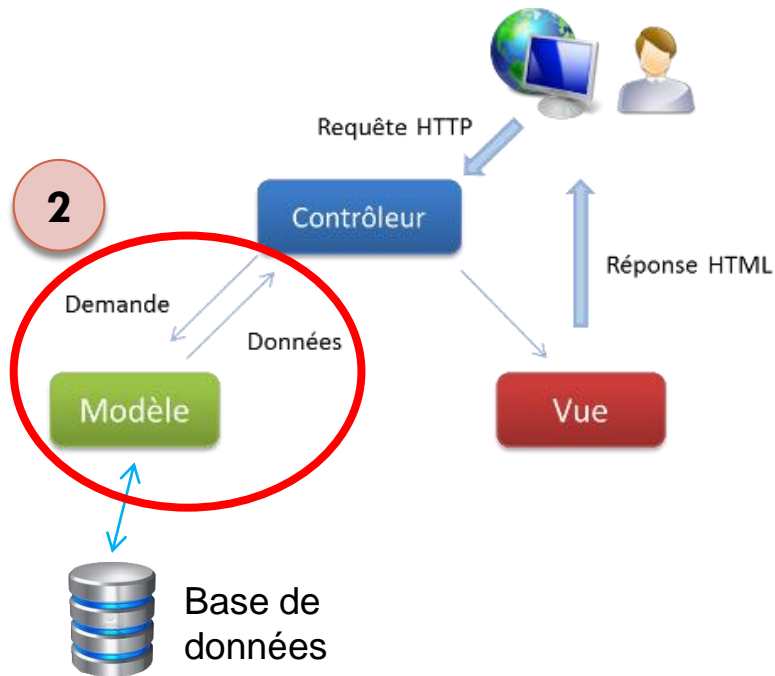 Requête HTTP
2
Contrôleur
Réponse HTML
Demande
Données
Modèle
Vue
Base de
données